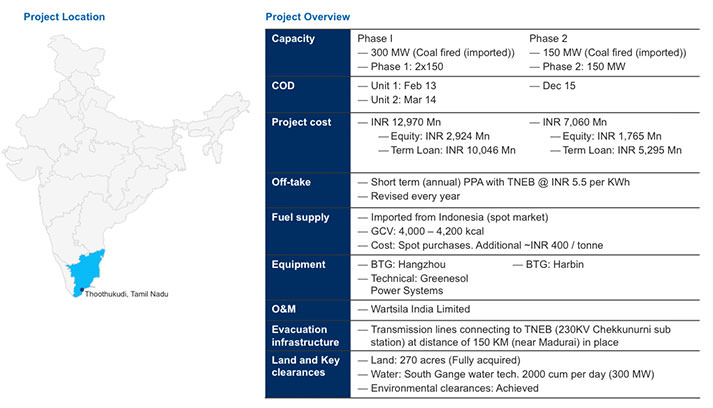 Project Location
Thoothukudi, Tamil Nadu
Project Overview
Capacity
Phase I
— 300 MW (Coal fired (imported))
— Phase 1: 2x150
Phase 2
— 150 MW (Coal fired (imported))
— Phase 2: 150 MW
COD
— Unit 1: Feb 13
— Unit 2: Mar 14
— Dec 15
Project cost
— INR 12,970 Mn
— Equity: INR 2,924 Mn
— Term Loan: INR 10,046 Mn
— INR 7,060 Mn
— Equity: INR 1,765 Mn
— Term Loan: INR 5,295 Mn
Off-take
— Short term (annual) PPA with TNEB @ INR 5.5 per KWh
— Revised every year
Fuel supply
— Imported from Indonesia (spot market)
— GCV: 4,000 – 4,200 kcal
— Cost: Spot purchases. Additional ~INR 400 / tonne
Equipment
— BTG: Hangzhou
— Technical: Greenesol
Power Systems
— BTG: Harbin
O&M
— Wartsila India Limited
Evacuation
infrastructure
— Transmission lines connecting to TNEB (230KV Chekkunurni sub
station) at distance of 150 KM (near Madurai) in place
Land and Key
clearances
— Land: 270 acres (Fully acquired)
— Water: South Gange water tech. 2000 cum per day (300 MW)
— Environmental clearances: Achieved